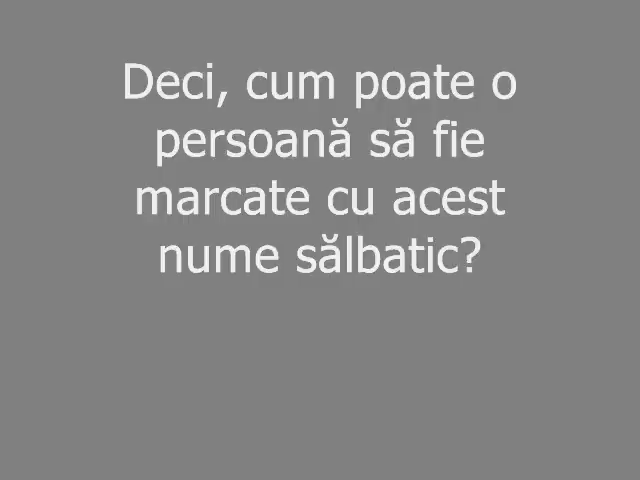 Deci, cum poate o
persoană să fie
marcate cu acest
nume sălbatic?